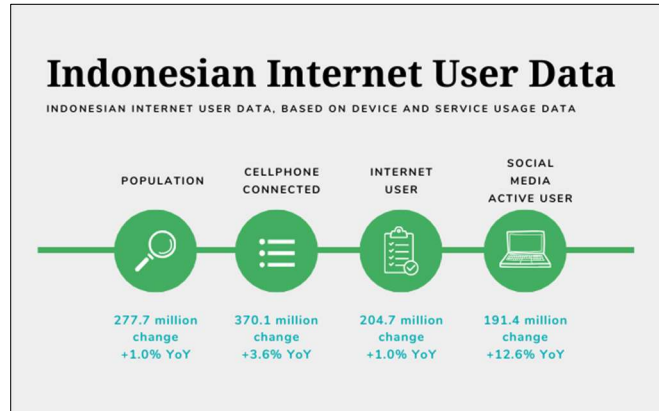 Indonesian Internet User Data
INDONESIAN INTERNET USER DATA, BASED ON DEVICE AND SERVICE USAGE DATA
POPULATION
CELLPHONE
CONNECTED
INTERNET
USER
SOCIAL
MEDIA
ACTIVE USER
277.7 million
change
+1.0% YoY
370.1 million
change
+3.6% YoY
204.7 million
change
+1.0% YoY
191.4 million
change
+12.6% YoY